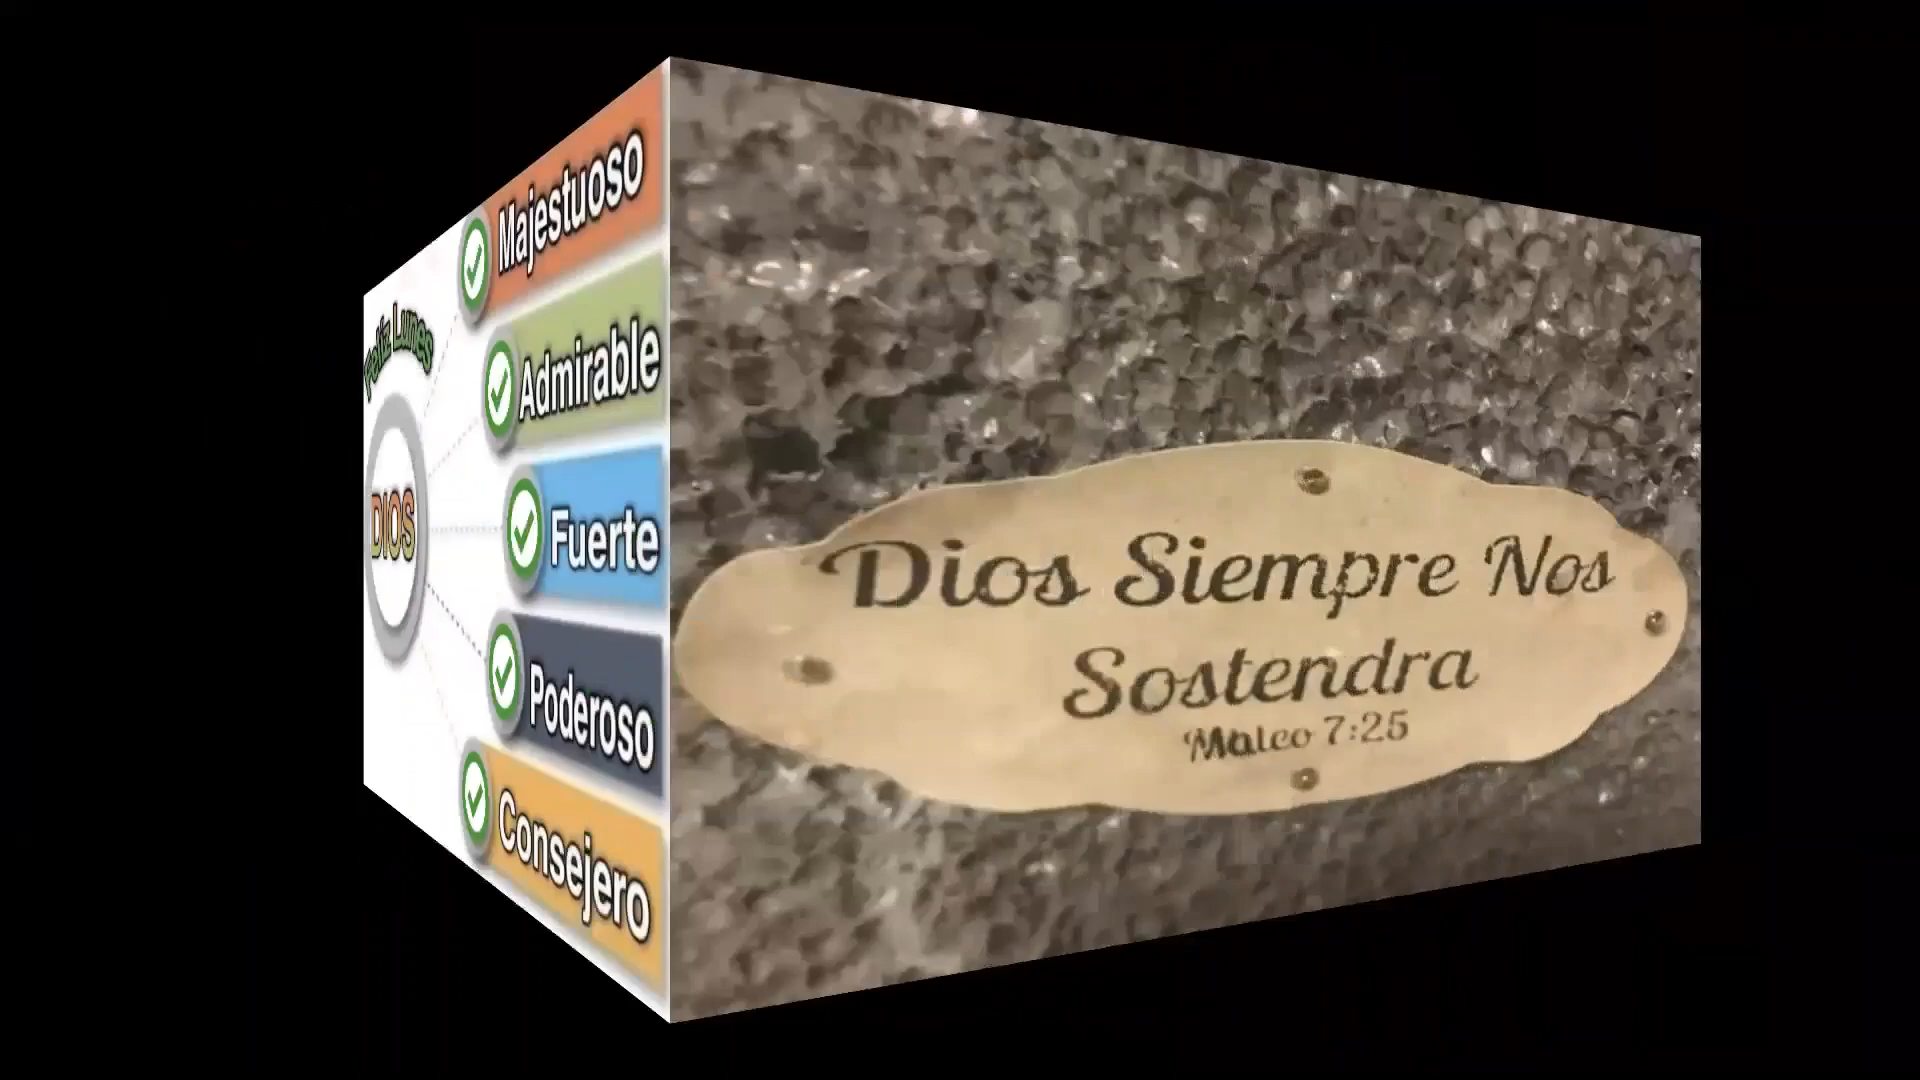 Feliz Lunes
DIOS
Majestuoso
Admirable
Fuerte
Poderoso
Consejero
Dios Siempre Nos
Sostendra
Mateo 7:25